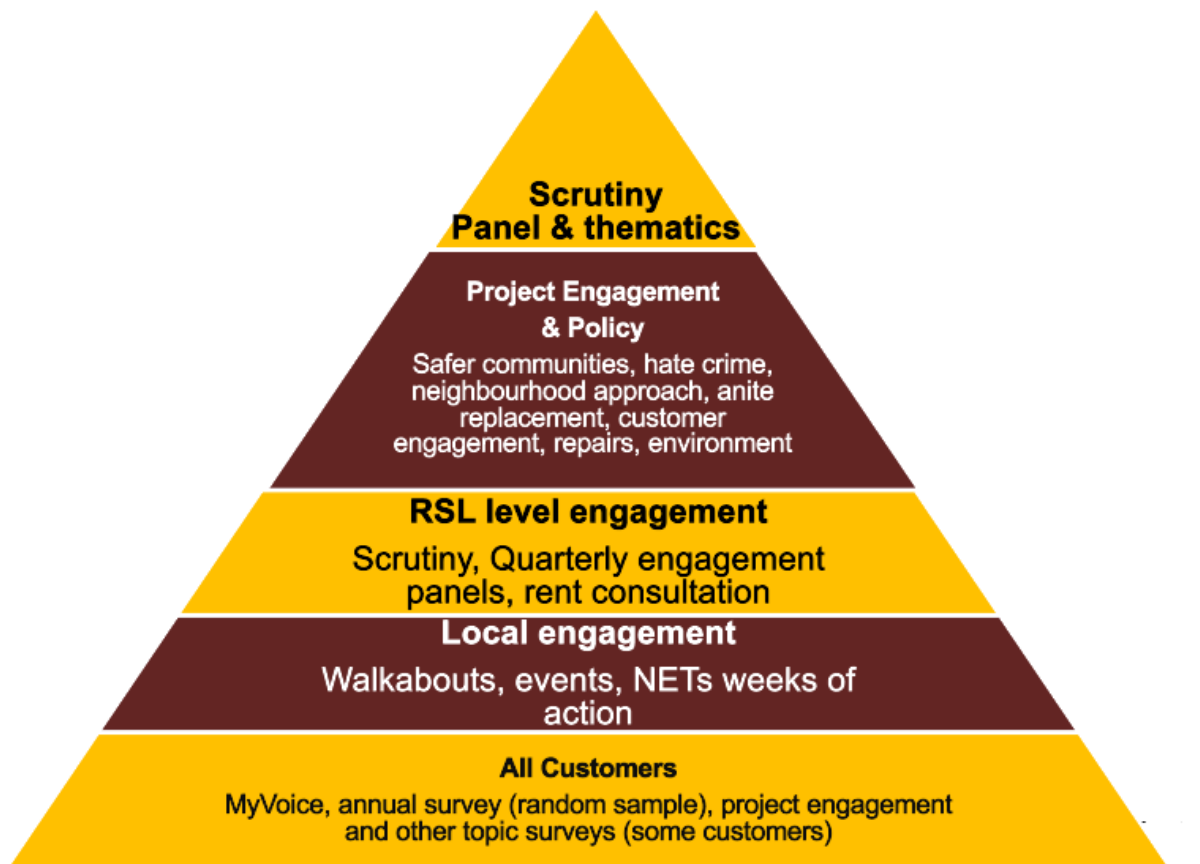 Scrutiny
Panel & thematics
Project Engagement
& Policy
Safer communities, hate crime,
neighbourhood approach, anite
replacement, customer
engagement, repairs, environment
RSL level engagement
Scrutiny, Quarterly engagement
panels, rent consultation
Local engagement
Walkabouts, events, NETs weeks of
action
All Customers
MyVoice, annual survey (random sample), project engagement
and other topic surveys (some customers)